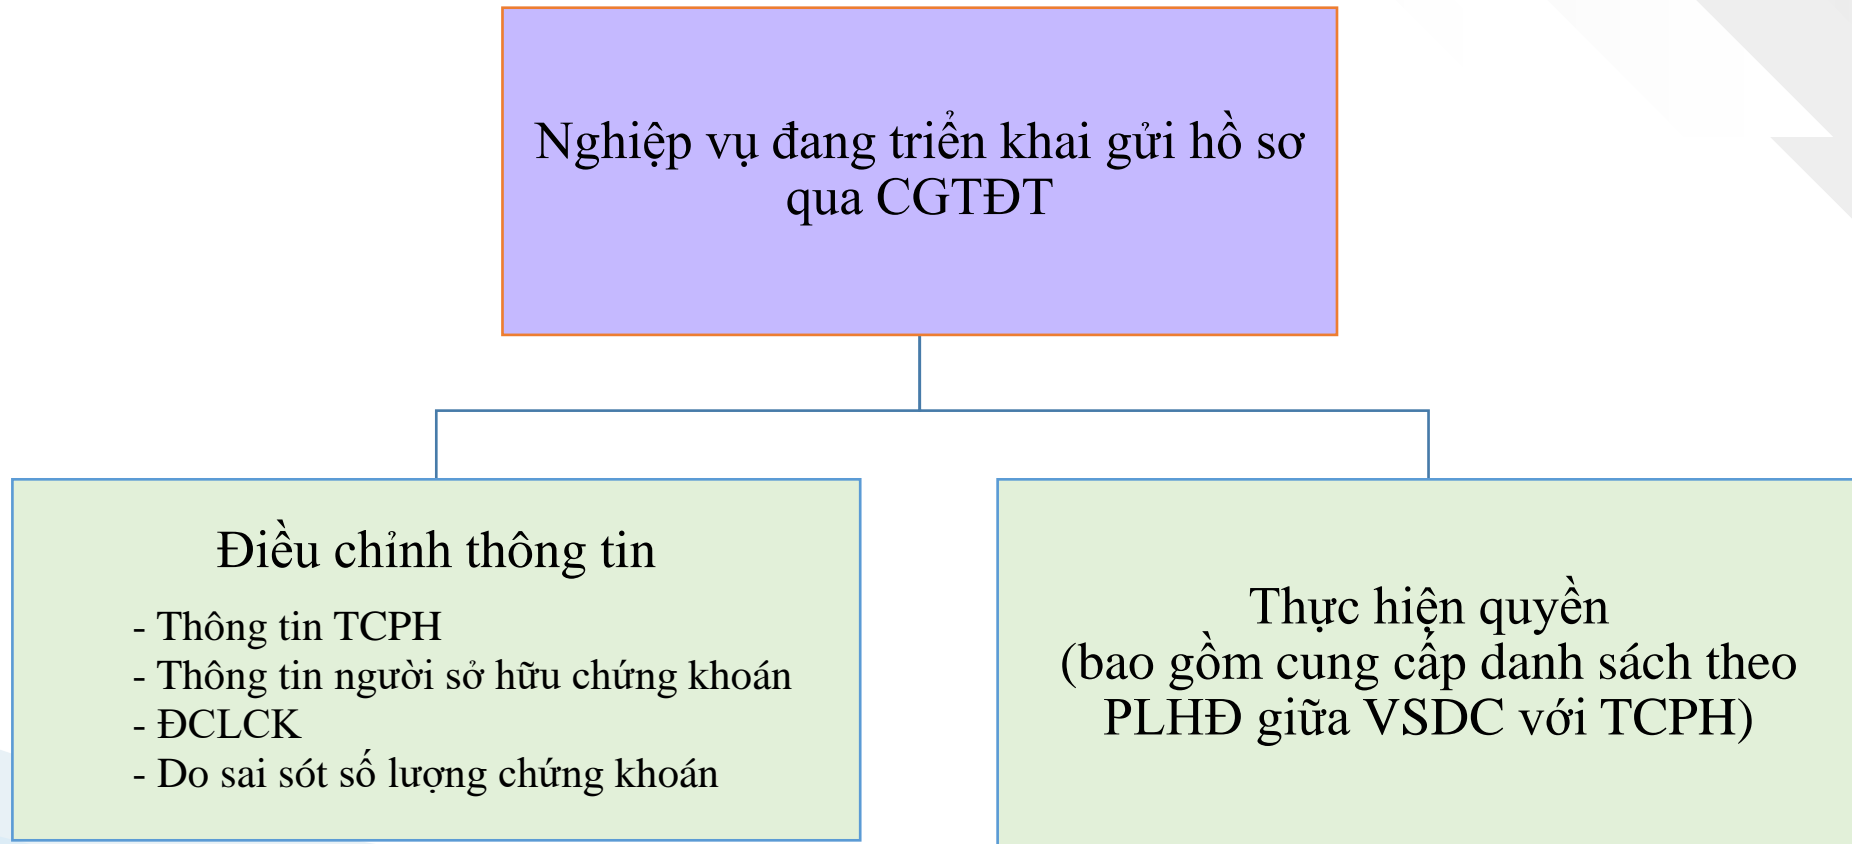 Nghiệp vụ đang triển khai gửi hồ sơ
qua CGTĐT
Điều chỉnh thông tin
- Thông tin TCPH
- Thông tin người sở hữu chứng khoán
- ĐCLCK
- Do sai sót số lượng chứng khoán
Thực hiện quyền
(bao gồm cung cấp danh sách theo
PLHĐ giữa VSDC với TCPH)